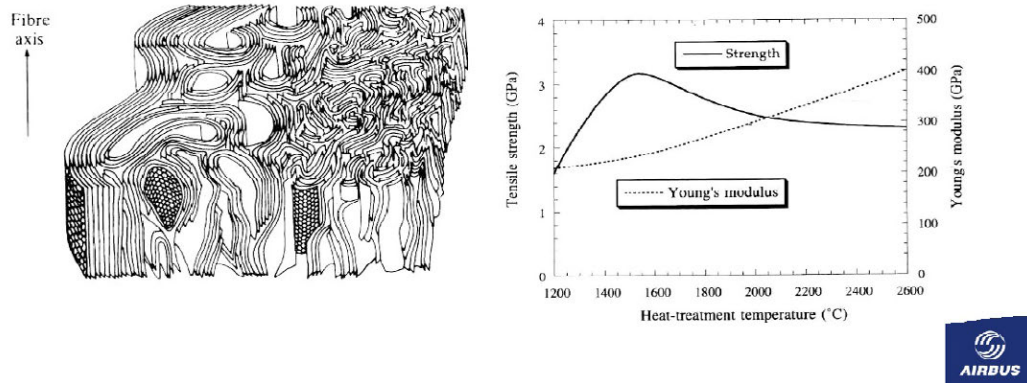 Fibre
axis
Strength
Young's modulus
Tensile strength (GPa)
4
3
2
1
0
Young's modulus (GPa)
500
400
300
200
100
0
1200 1400 1600 1800 2000 2200 2400 2600
Heat-treatment temperature (˚C)
AIRBUS